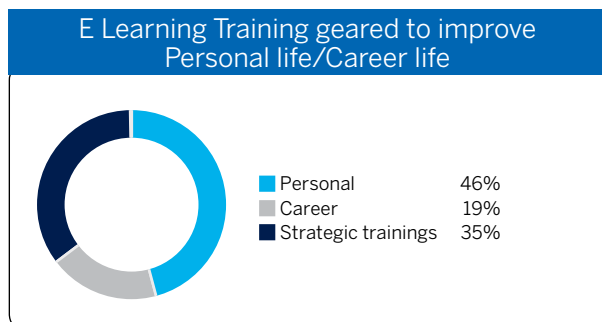 E Learning Training geared to improve
Personal life/Career life
Personal 46%
Career 19%
Strategic trainings 35%